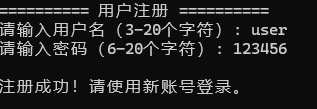 ========== 用户注册 ==========
请输入用户名（3-20个字符）: user
请输入密码（6-20个字符）: 123456
注册成功！请使用新账号登录。